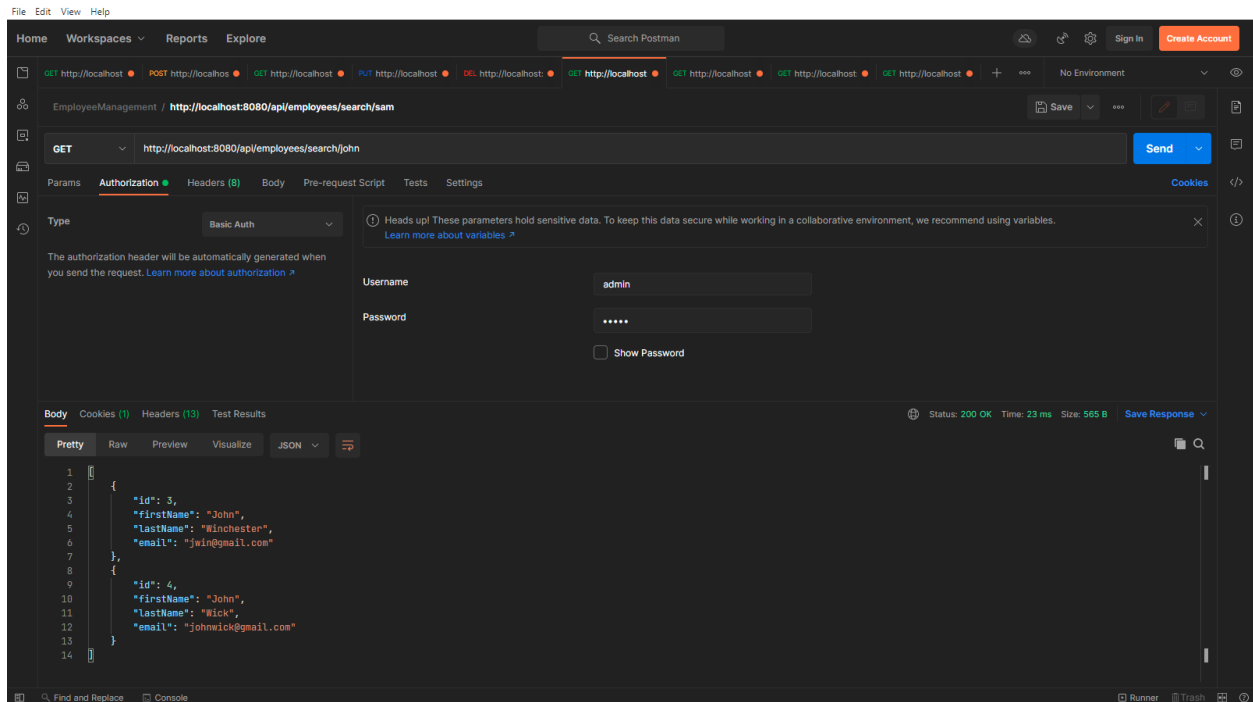 File Edit View Help
Home Workspaces Reports Explore Search Postman Sign In Create Account
GET http://localhost POST http://localhos GET http://localhost PUT http://localhost DEL http://localhost: GET http://localhost GET http://localhost GET http://localhost GET http://localhost + ••• No Environment
EmployeeManagement / http://localhost:8080/api/employees/search/sam Save •••
GET http://localhost:8080/api/employees/search/john Send
Params Authorization Headers (8) Body Pre-request Script Tests Settings Cookies
Type Basic Auth
The authorization header will be automatically generated when
you send the request. Learn more about authorization ↗
Heads up! These parameters hold sensitive data. To keep this data secure while working in a collaborative environment, we recommend using variables.
Learn more about variables ↗
Username admin
Password •••••
Show Password
Body Cookies (1) Headers (13) Test Results Status: 200 OK Time: 23 ms Size: 565 B Save Response
Pretty Raw Preview Visualize JSON
1 [
2 {
3 "id": 3,
4 "firstName": "John",
5 "lastName": "Winchester",
6 "email": "jwin@gmail.com"
7 },
8 {
9 "id": 4,
10 "firstName": "John",
11 "lastName": "Wick",
12 "email": "johnwick@gmail.com"
13 }
14 ]
Find and Replace Console Runner Trash